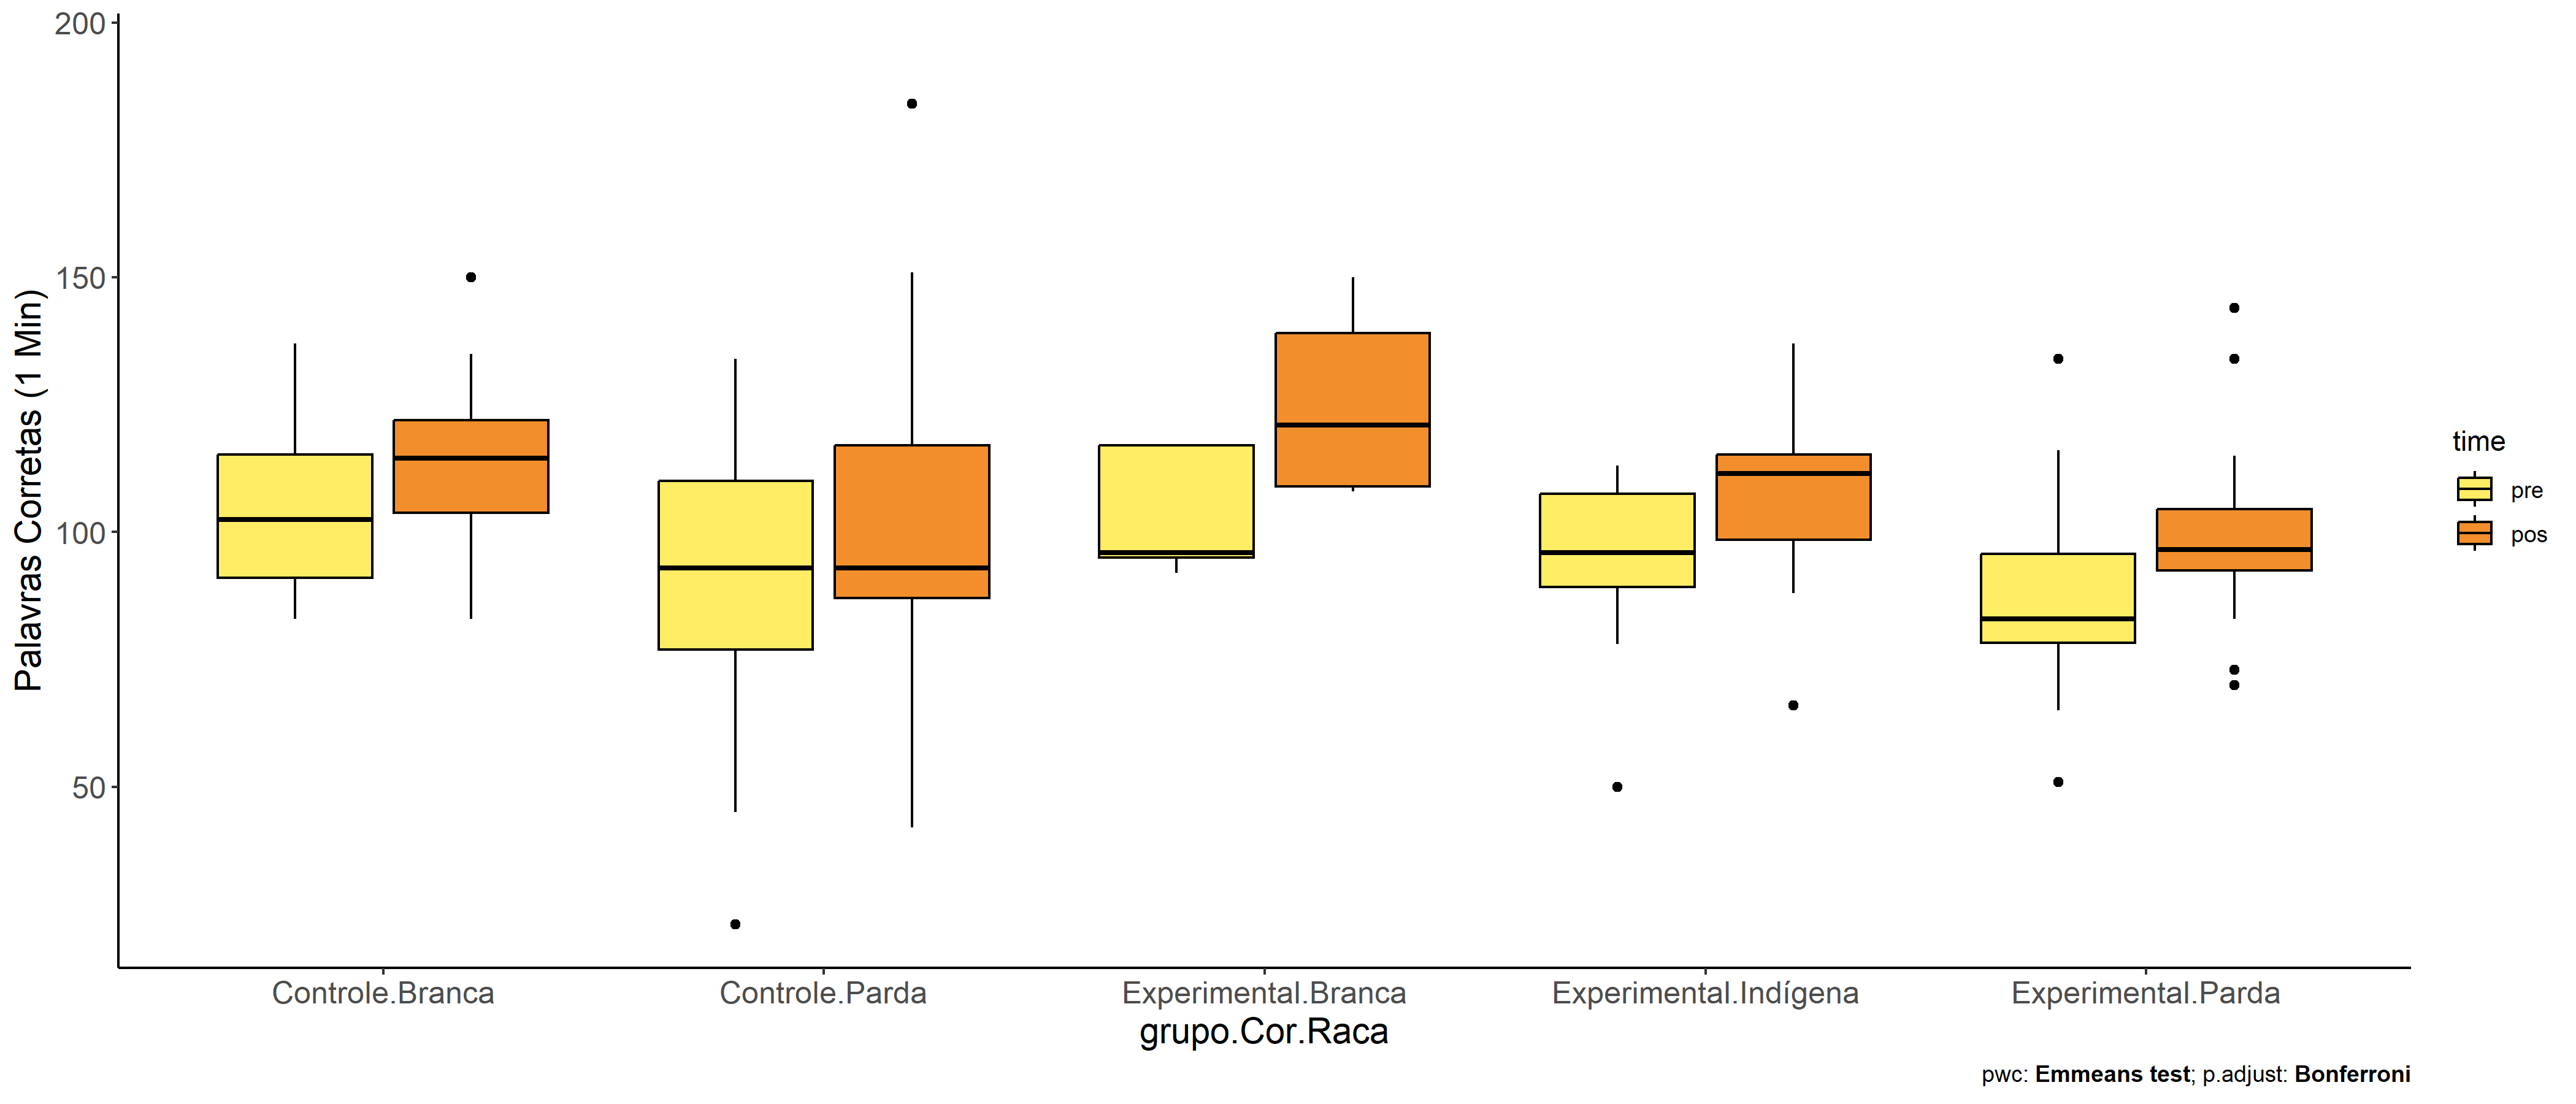 200
150
100
50
Palavras Corretas (1 Min)
Controle.Branca
Controle.Parda
Experimental.Branca
Experimental.Indígena
Experimental.Parda
grupo.Cor.Raca
time
pre
pos
pwc: Emmeans test; p.adjust: Bonferroni